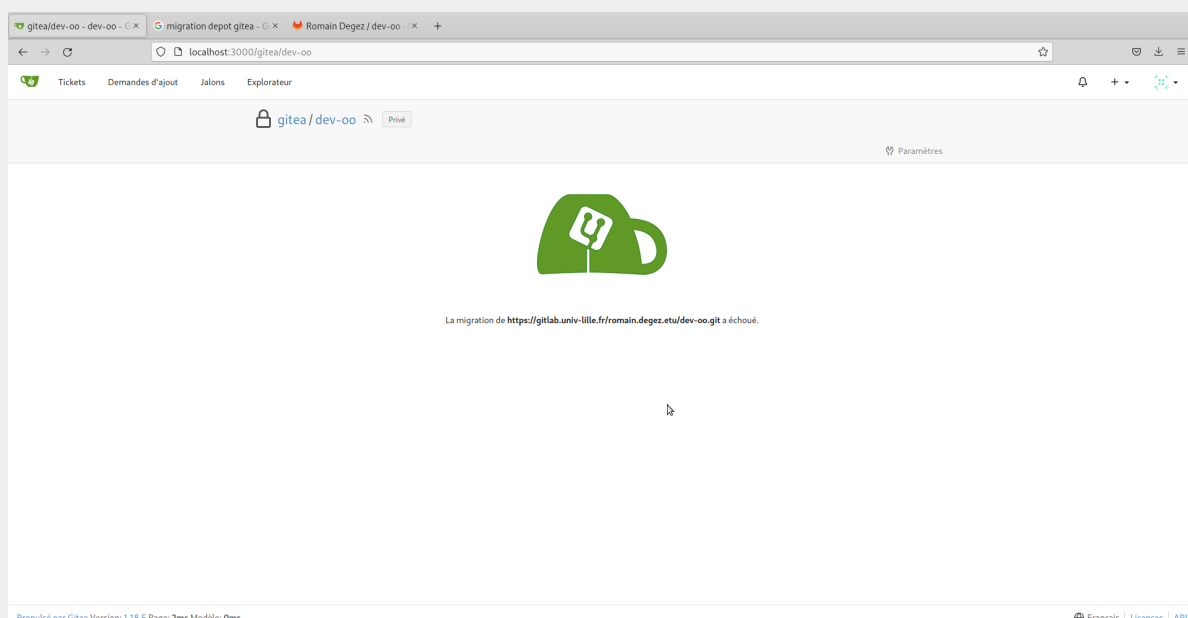 gitea/dev-oo - dev-oo - G × G migration depot gitea - G × Romain Degez / dev-oo - × +
localhost:3000/gitea/dev-oo
Tickets Demandes d'ajout Jalons Explorateur
gitea / dev-oo Privé
Paramètres
La migration de https://gitlab.univ-lille.fr/romain.degez.etu/dev-oo.git a échoué.
Propulsé par Gitea Version: 1.18.5 Page: 2ms Modèle: 0ms
Français Licences API